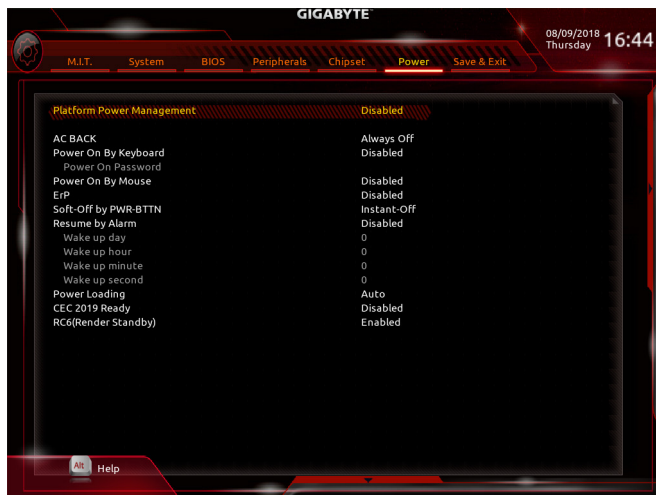 GIGABYTE™
08/09/2018 Thursday 16:44
M.I.T. System BIOS Peripherals Chipset Power Save & Exit
Platform Power Management Disabled
AC BACK Always Off
Power On By Keyboard Disabled
Power On Password
Power On By Mouse Disabled
ErP Disabled
Soft-Off by PWR-BTTN Instant-Off
Resume by Alarm Disabled
Wake up day 0
Wake up hour 0
Wake up minute 0
Wake up second 0
Power Loading Auto
CEC 2019 Ready Disabled
RC6(Render Standby) Enabled
Alt Help